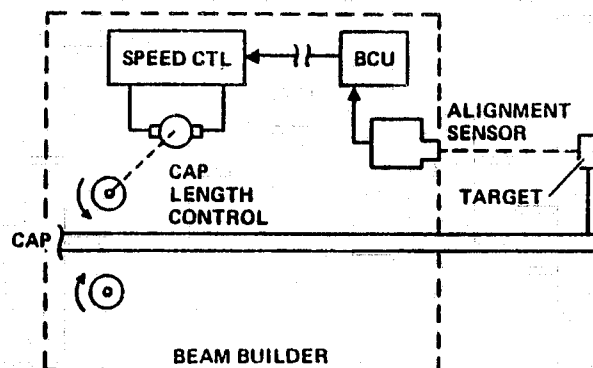 SPEED CTL
BCU
ALIGNMENT
SENSOR
CAP
LENGTH
CONTROL
TARGET
CAP
BEAM BUILDER